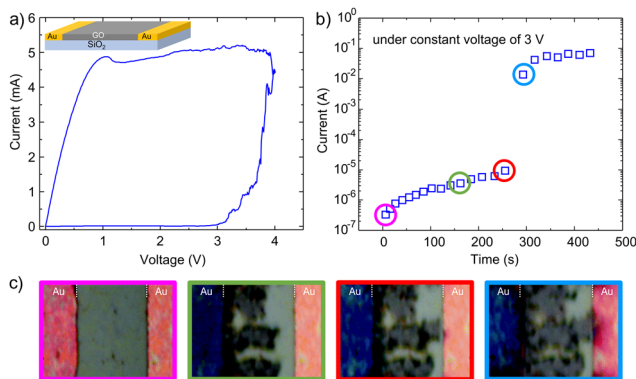 a)
Au
GO
Au
SiO2
6
5
4
3
2
1
0
Current (mA)
0
1
2
3
4
Voltage (V)
b)
under constant voltage of 3 V
10^0
10^-1
10^-2
10^-3
10^-4
10^-5
10^-6
10^-7
Current (A)
0
100
200
300
400
500
Time (s)
c)
Au
Au
Au
Au
Au
Au
Au
Au